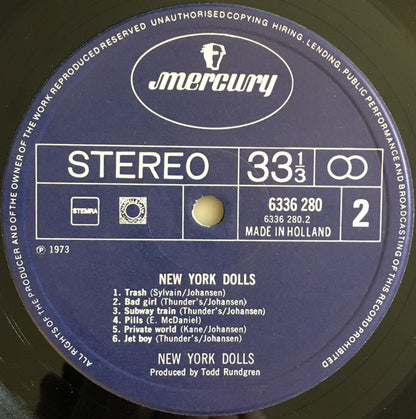 ALL RIGHTS OF THE PRODUCER AND OF THE OWNER OF THE WORK REPRODUCED RESERVED UNAUTHORISED COPYING HIRING, LENDING, PUBLIC PERFORMANCE AND BROADCASTING OF THIS RECORD PROHIBITED
mercury
STEREO
33 1/3
STEMRA
6336 280
6336 280.2
MADE IN HOLLAND
2
℗ 1973
NEW YORK DOLLS
1. Trash (Sylvain/Johansen)
2. Bad girl (Thunder's/Johansen)
3. Subway train (Thunder's/Johansen)
4. Pills (E. McDaniel)
5. Private world (Kane/Johansen)
6. Jet boy (Thunder's/Johansen)
NEW YORK DOLLS
Produced by Todd Rundgren